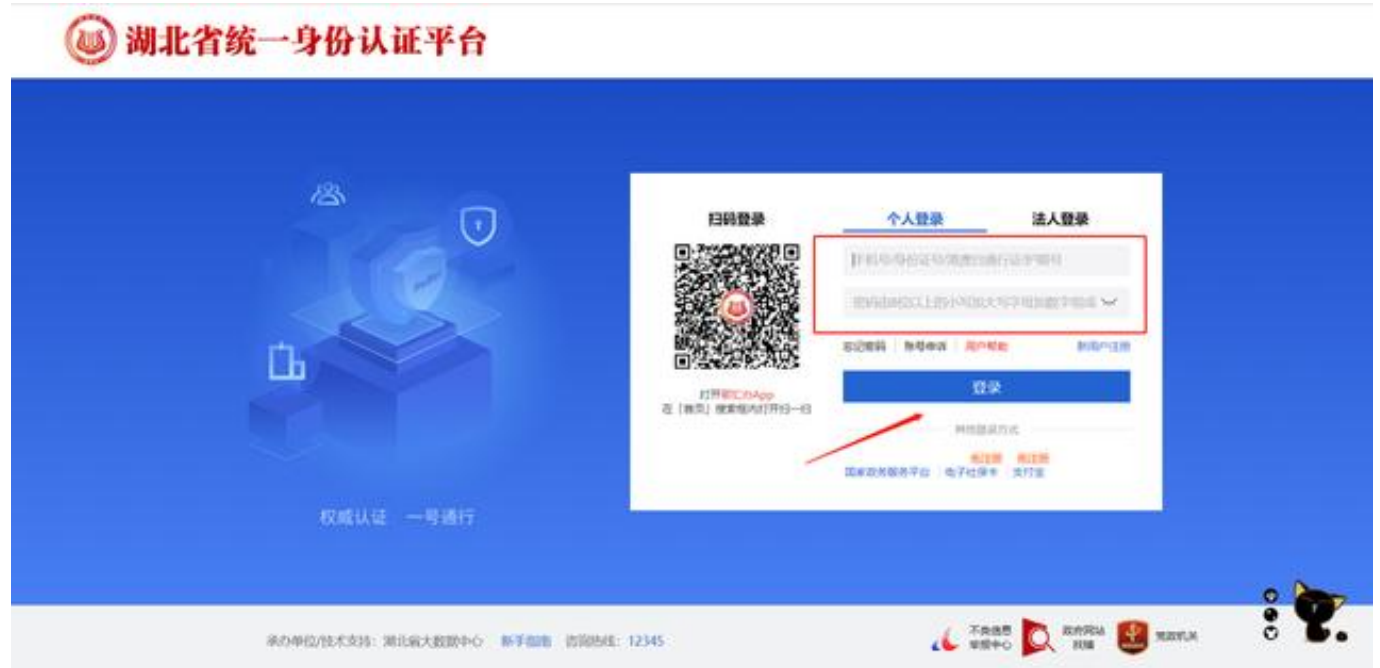 湖北省统一身份认证平台
扫码登录
个人登录
法人登录
手机号/身份证号/港澳台通行证/护照号
密码由8位以上的小写加大写字母加数字组成
忘记密码
账号申诉
用户帮助
新用户注册
登录
打开鄂汇办App
在「首页」搜索框内打开扫一扫
其他登录方式
免注册
免注册
国家政务服务平台
电子社保卡
支付宝
权威认证 一号通行
承办单位/技术支持:湖北省大数据中心 新手指南 咨询热线:12345
不良信息
举报中心
政府网站
找错
党政机关